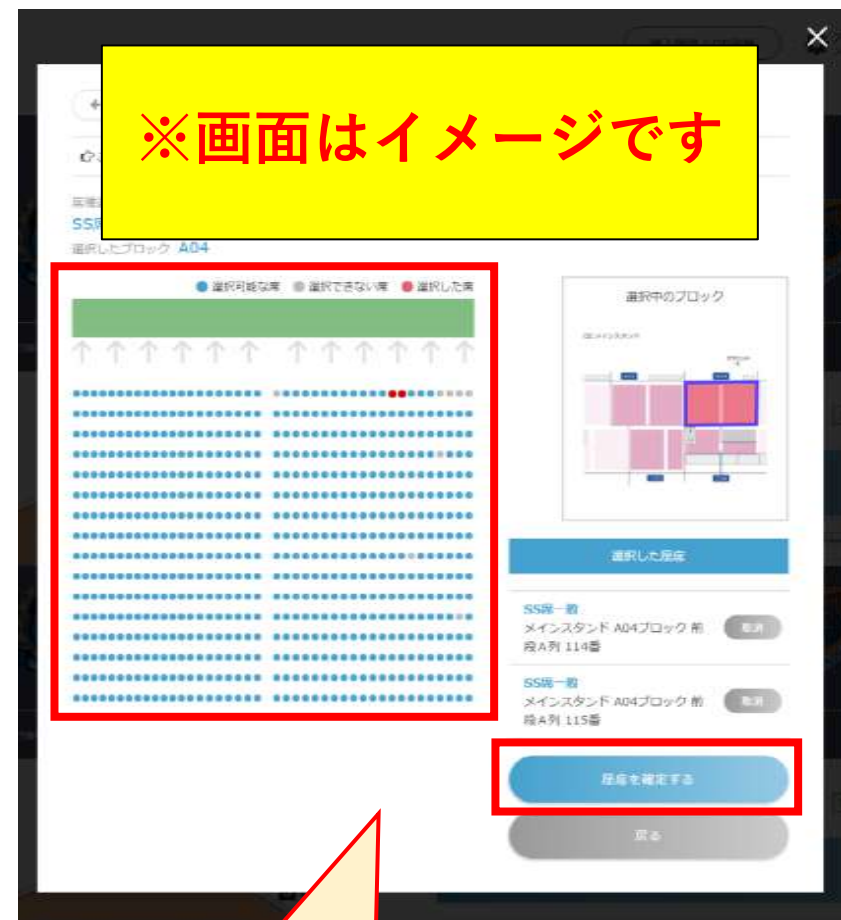 ※画面はイメージです
SS席
選択したブロック A04
選択可能な席 選択できない席 選択した席
選択中のブロック
選択した座席
SS席一般
メインスタンド A04ブロック 前
段A列 114番
取消
SS席一般
メインスタンド A04ブロック 前
段A列 115番
取消
座席を確定する
戻る